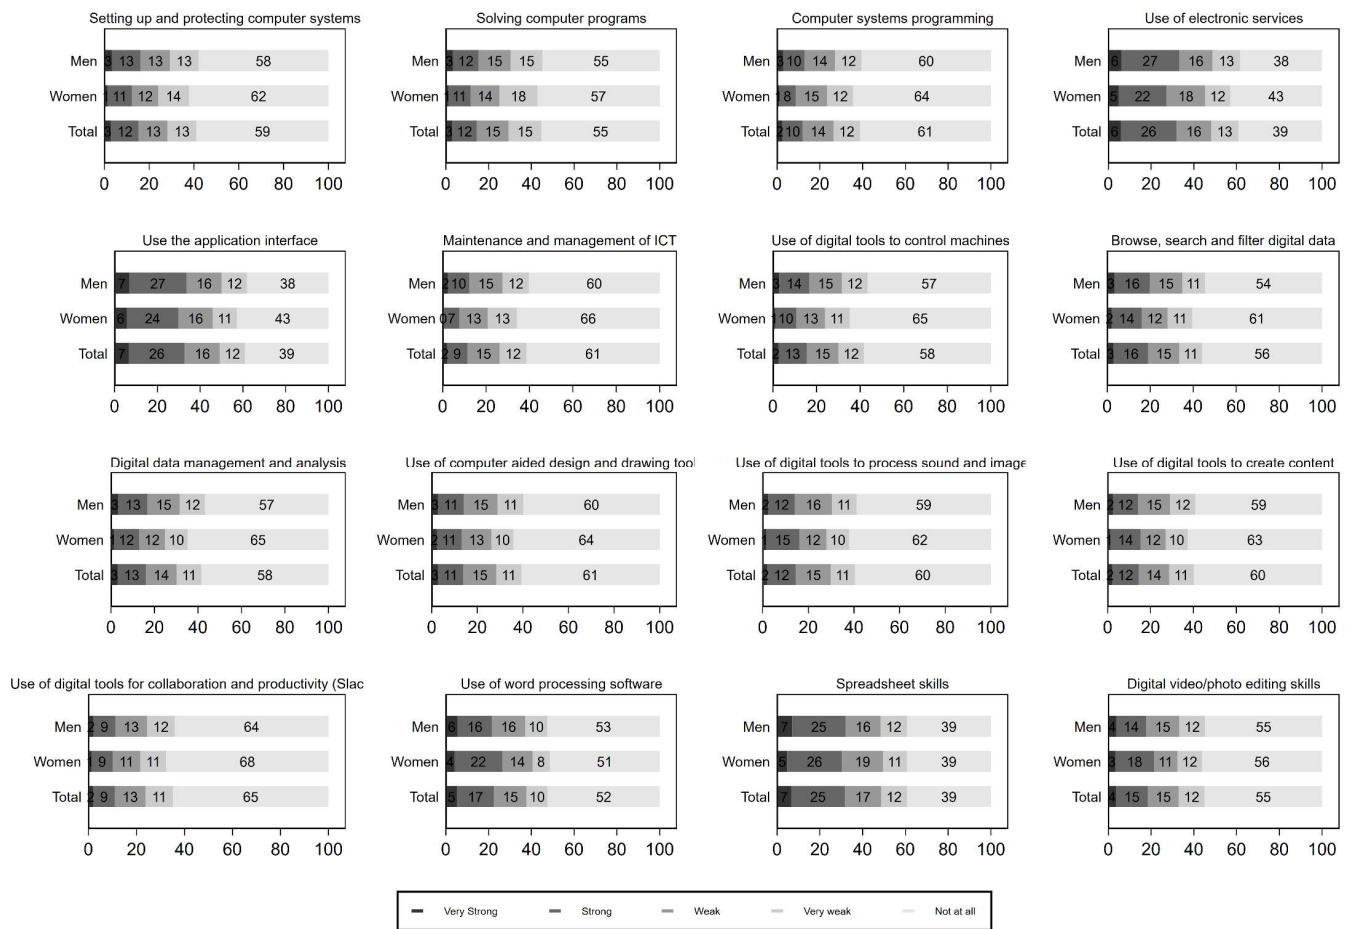 Setting up and protecting computer systems
Men 3 13 13 13 58
Women 1 11 12 14 62
Total 3 12 13 13 59
0 20 40 60 80 100
Solving computer programs
Men 3 12 15 15 55
Women 1 11 14 18 57
Total 3 12 15 15 55
0 20 40 60 80 100
Computer systems programming
Men 3 10 14 12 60
Women 1 8 15 12 64
Total 2 10 14 12 61
0 20 40 60 80 100
Use of electronic services
Men 6 27 16 13 38
Women 5 22 18 12 43
Total 6 26 16 13 39
0 20 40 60 80 100
Use the application interface
Men 7 27 16 12 38
Women 6 24 16 11 43
Total 7 26 16 12 39
0 20 40 60 80 100
Maintenance and management of ICT
Men 2 10 15 12 60
Women 0 7 13 13 66
Total 2 9 15 12 61
0 20 40 60 80 100
Use of digital tools to control machines
Men 3 14 15 12 57
Women 1 10 13 11 65
Total 2 13 15 12 58
0 20 40 60 80 100
Browse, search and filter digital data
Men 3 16 15 11 54
Women 2 14 12 11 61
Total 3 16 15 11 56
0 20 40 60 80 100
Digital data management and analysis
Men 3 13 15 12 57
Women 1 12 12 10 65
Total 3 13 14 11 58
0 20 40 60 80 100
Use of computer aided design and drawing tool
Men 3 11 15 11 60
Women 2 11 13 10 64
Total 3 11 15 11 61
0 20 40 60 80 100
Use of digital tools to process sound and image
Men 2 12 16 11 59
Women 1 15 12 10 62
Total 2 12 15 11 60
0 20 40 60 80 100
Use of digital tools to create content
Men 2 12 15 12 59
Women 1 14 12 10 63
Total 2 12 14 11 60
0 20 40 60 80 100
Use of digital tools for collaboration and productivity (Slac
Men 2 9 13 12 64
Women 1 9 11 11 68
Total 2 9 13 11 65
0 20 40 60 80 100
Use of word processing software
Men 6 16 16 10 53
Women 4 22 14 8 51
Total 5 17 15 10 52
0 20 40 60 80 100
Spreadsheet skills
Men 7 25 16 12 39
Women 5 26 19 11 39
Total 7 25 17 12 39
0 20 40 60 80 100
Digital video/photo editing skills
Men 4 14 15 12 55
Women 3 18 11 12 56
Total 4 15 15 12 55
0 20 40 60 80 100
Very Strong Strong Weak Very weak Not at all